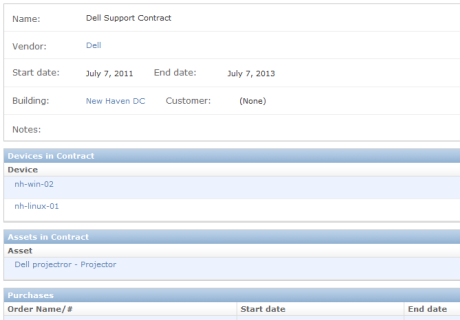 Name: Dell Support Contract
Vendor: Dell
Start date: July 7, 2011 End date: July 7, 2013
Building: New Haven DC Customer: (None)
Notes:
Devices in Contract
Device
nh-win-02
nh-linux-01
Assets in Contract
Asset
Dell projectror - Projector
Purchases
Order Name/# Start date End date